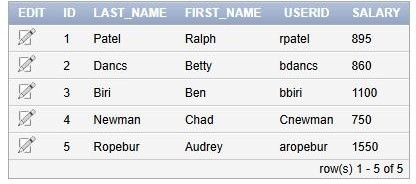 EDIT ID LAST_NAME FIRST_NAME USERID SALARY
1 Patel Ralph rpatel 895
2 Dancs Betty bdancs 860
3 Biri Ben bbiri 1100
4 Newman Chad Cnewman 750
5 Ropebur Audrey aropebur 1550
row(s) 1 - 5 of 5